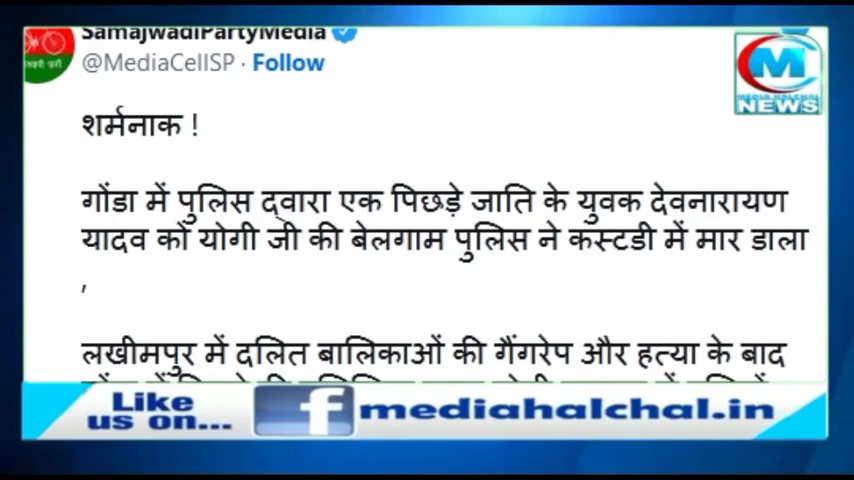 SamajwadiPartyMedia
@MediaCellSP · Follow
शर्मनाक !
गोंडा में पुलिस द्वारा एक पिछड़े जाति के युवक देवनारायण
यादव को योगी जी की बेलगाम पुलिस ने कस्टडी में मार डाला
,
लखीमपुर में दलित बालिकाओं की गैंगरेप और हत्या के बाद
M
MEDIA HALCHAL
NEWS
Like
us on...
f
mediahalchal.in